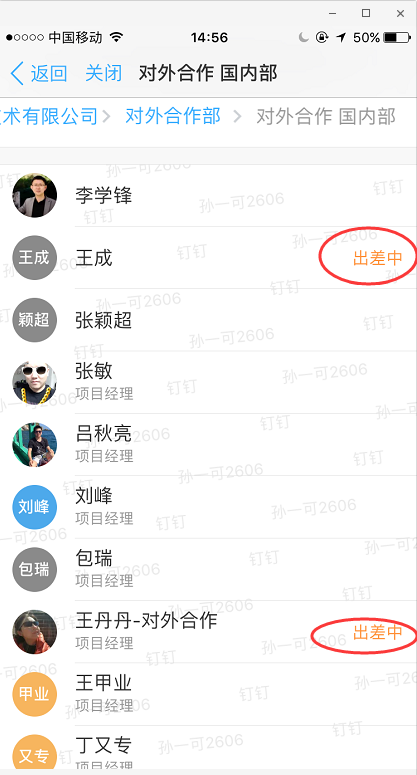 中国移动 14:56 50%
返回 关闭 对外合作 国内部
术有限公司 对外合作部 对外合作 国内部
李学锋
王成 王成 出差中
颖超 张颖超
张敏
项目经理
吕秋亮
项目经理
刘峰 刘峰
项目经理
包瑞 包瑞
项目经理
王丹丹-对外合作 出差中
项目经理
甲业 王甲业
项目经理
又专 丁又专
项目经理
孙一可2606
钉钉